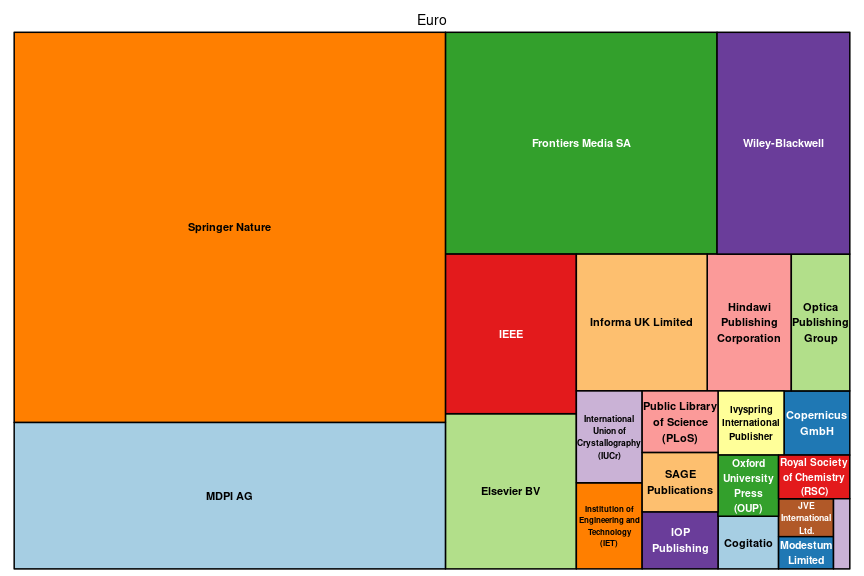 Euro
Springer Nature
Frontiers Media SA
Wiley-Blackwell
IEEE
Informa UK Limited
Hindawi
Publishing
Corporation
Optica
Publishing
Group
MDPI AG
Elsevier BV
International
Union of
Crystallography
(IUCr)
Public Library
of Science
(PLoS)
Ivyspring
International
Publisher
Copernicus
GmbH
Institution of
Engineering and
Technology
(IET)
SAGE
Publications
IOP
Publishing
Oxford
University
Press
(OUP)
Royal Society
of Chemistry
(RSC)
Cogitatio
JVE
International
Ltd.
Modestum
Limited